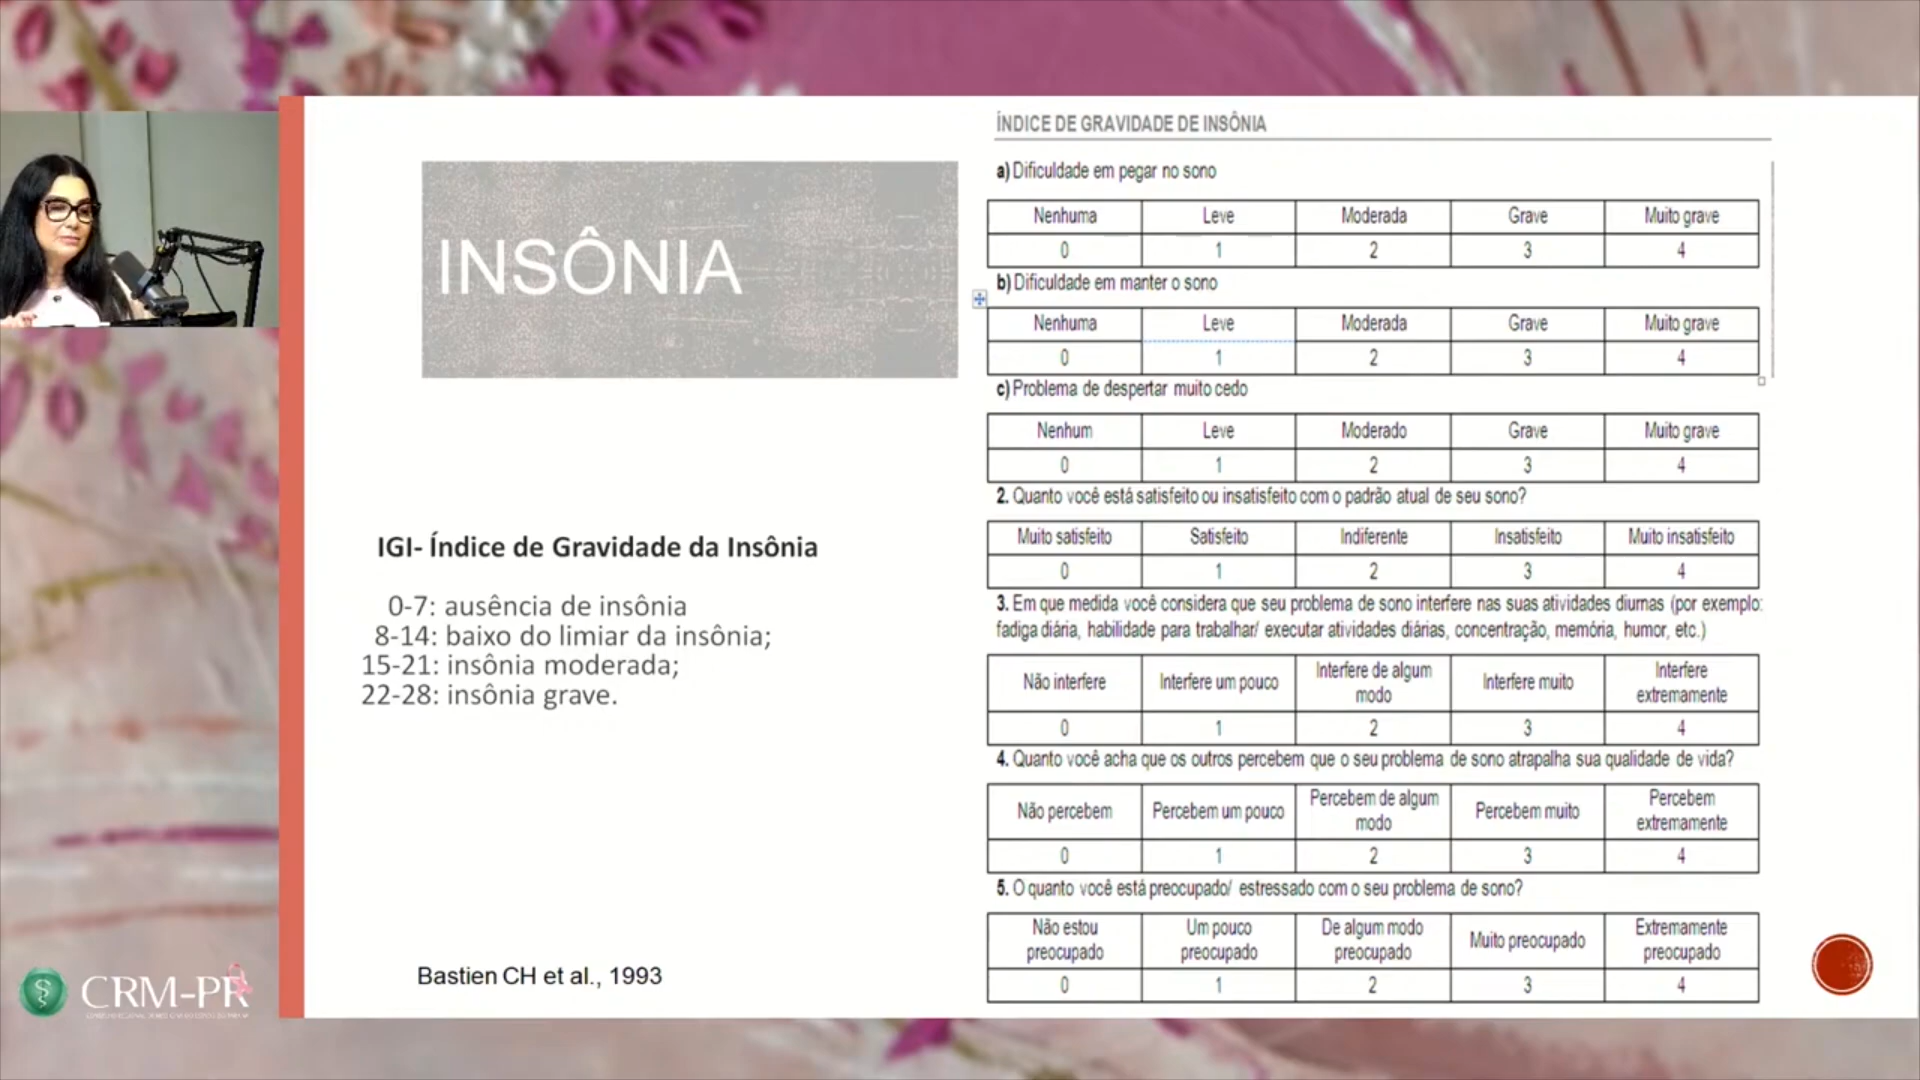 INSÔNIA
IGI- Índice de Gravidade da Insônia
0-7: ausência de insônia
8-14: baixo do limiar da insônia;
15-21: insônia moderada;
22-28: insônia grave.
Bastien CH et al., 1993
ÍNDICE DE GRAVIDADE DE INSÔNIA
a) Dificuldade em pegar no sono
Nenhuma Leve Moderada Grave Muito grave
0 1 2 3 4
b) Dificuldade em manter o sono
Nenhuma Leve Moderada Grave Muito grave
0 1 2 3 4
c) Problema de despertar muito cedo
Nenhum Leve Moderado Grave Muito grave
0 1 2 3 4
2. Quanto você está satisfeito ou insatisfeito com o padrão atual de seu sono?
Muito satisfeito Satisfeito Indiferente Insatisfeito Muito insatisfeito
0 1 2 3 4
3. Em que medida você considera que seu problema de sono interfere nas suas atividades diurnas (por exemplo:
fadiga diária, habilidade para trabalhar/ executar atividades diárias, concentração, memória, humor, etc.)
Não interfere Interfere um pouco Interfere de algum modo Interfere muito Interfere extremamente
0 1 2 3 4
4. Quanto você acha que os outros percebem que o seu problema de sono atrapalha sua qualidade de vida?
Não percebem Percebem um pouco Percebem de algum modo Percebem muito Percebem extremamente
0 1 2 3 4
5. O quanto você está preocupado/ estressado com o seu problema de sono?
Não estou preocupado Um pouco preocupado De algum modo preocupado Muito preocupado Extremamente preocupado
0 1 2 3 4
CRM-PR